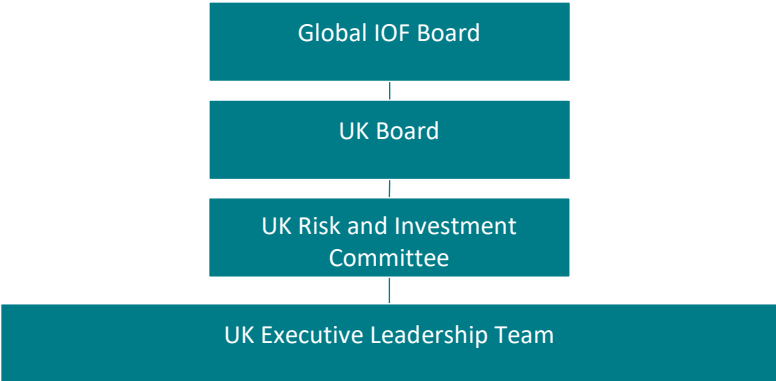 Global IOF Board
UK Board
UK Risk and Investment
Committee
UK Executive Leadership Team